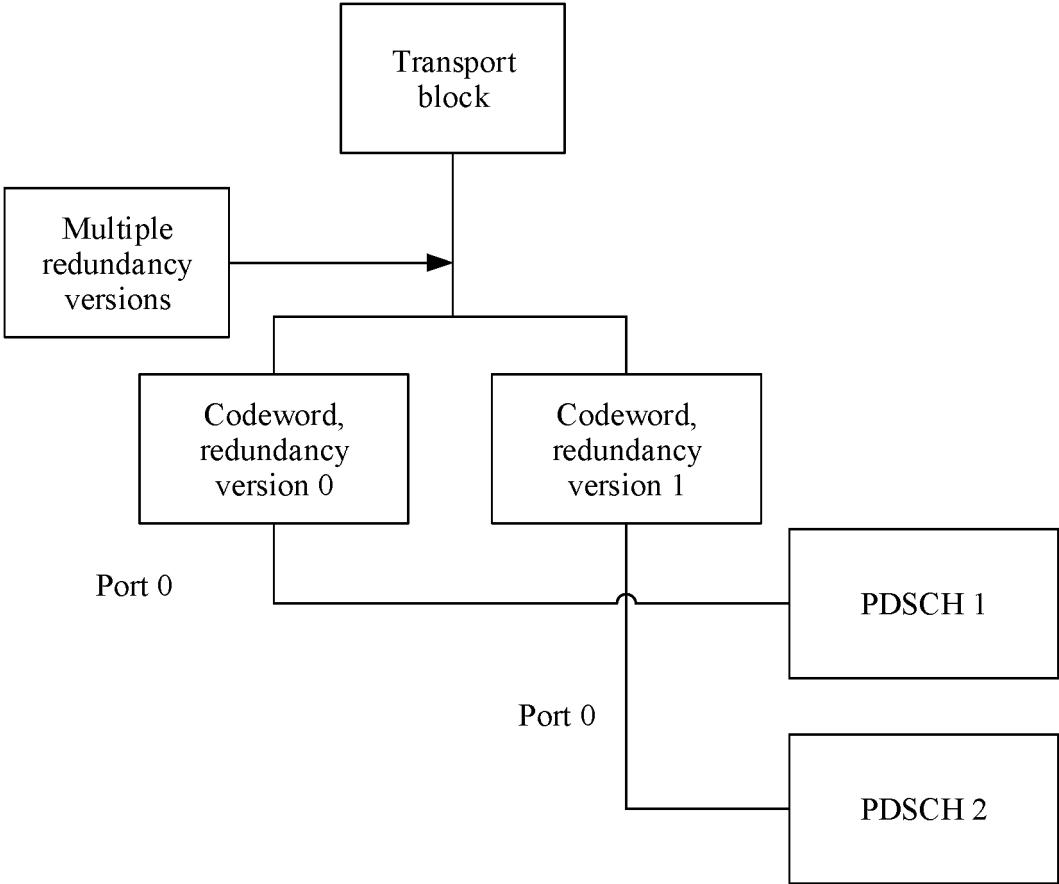 Transport
block
Multiple
redundancy
versions
Codeword,
redundancy
version 0
Codeword,
redundancy
version 1
Port 0
PDSCH 1
Port 0
PDSCH 2